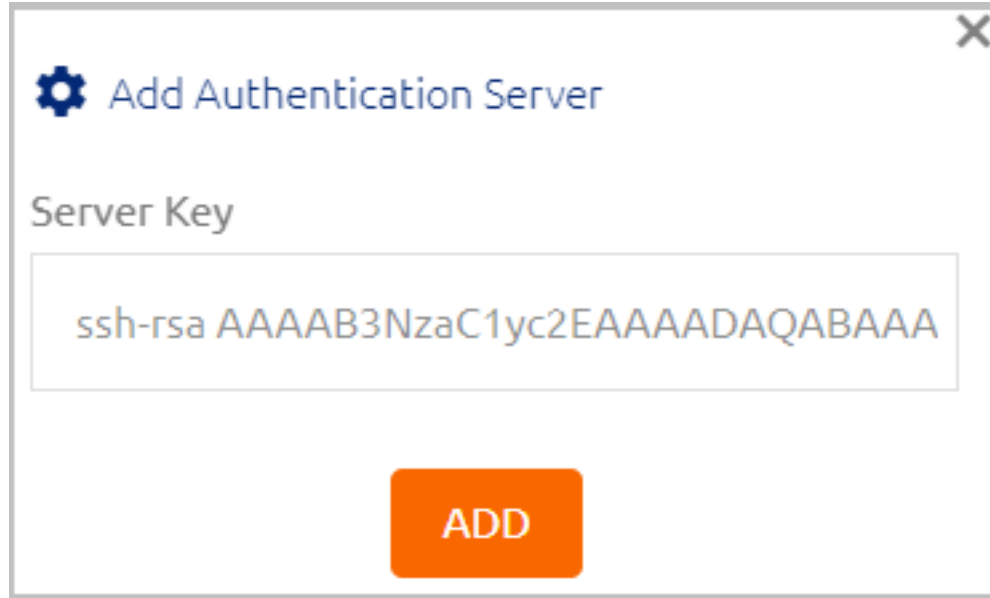 Add Authentication Server
Server Key
ssh-rsa AAAAB3NzaC1yc2EAAAADAQABAAA
ADD